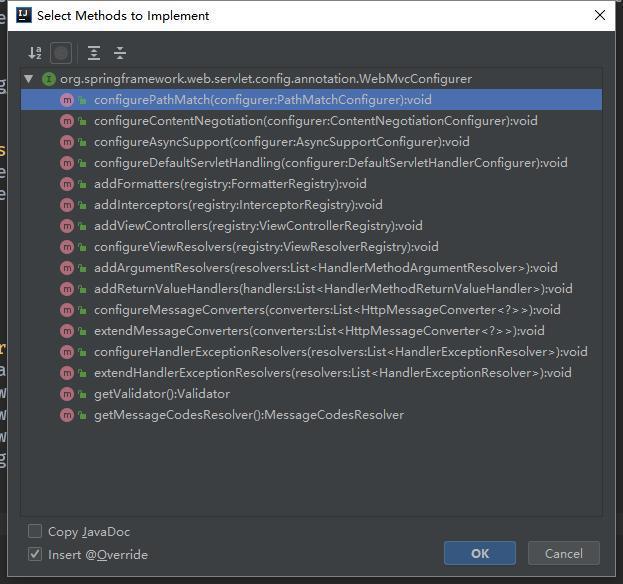 Select Methods to Implement
org.springframework.web.servlet.config.annotation.WebMvcConfigurer
configurePathMatch(configurer:PathMatchConfigurer):void
configureContentNegotiation(configurer:ContentNegotiationConfigurer):void
configureAsyncSupport(configurer:AsyncSupportConfigurer):void
configureDefaultServletHandling(configurer:DefaultServletHandlerConfigurer):void
addFormatters(registry:FormatterRegistry):void
addInterceptors(registry:InterceptorRegistry):void
addViewControllers(registry:ViewControllerRegistry):void
configureViewResolvers(registry:ViewResolverRegistry):void
addArgumentResolvers(resolvers:List<HandlerMethodArgumentResolver>):void
addReturnValueHandlers(handlers:List<HandlerMethodReturnValueHandler>):void
configureMessageConverters(converters:List<HttpMessageConverter<?>>):void
extendMessageConverters(converters:List<HttpMessageConverter<?>>):void
configureHandlerExceptionResolvers(resolvers:List<HandlerExceptionResolver>):void
extendHandlerExceptionResolvers(resolvers:List<HandlerExceptionResolver>):void
getValidator():Validator
getMessageCodesResolver():MessageCodesResolver
Copy JavaDoc
Insert @Override
OK Cancel